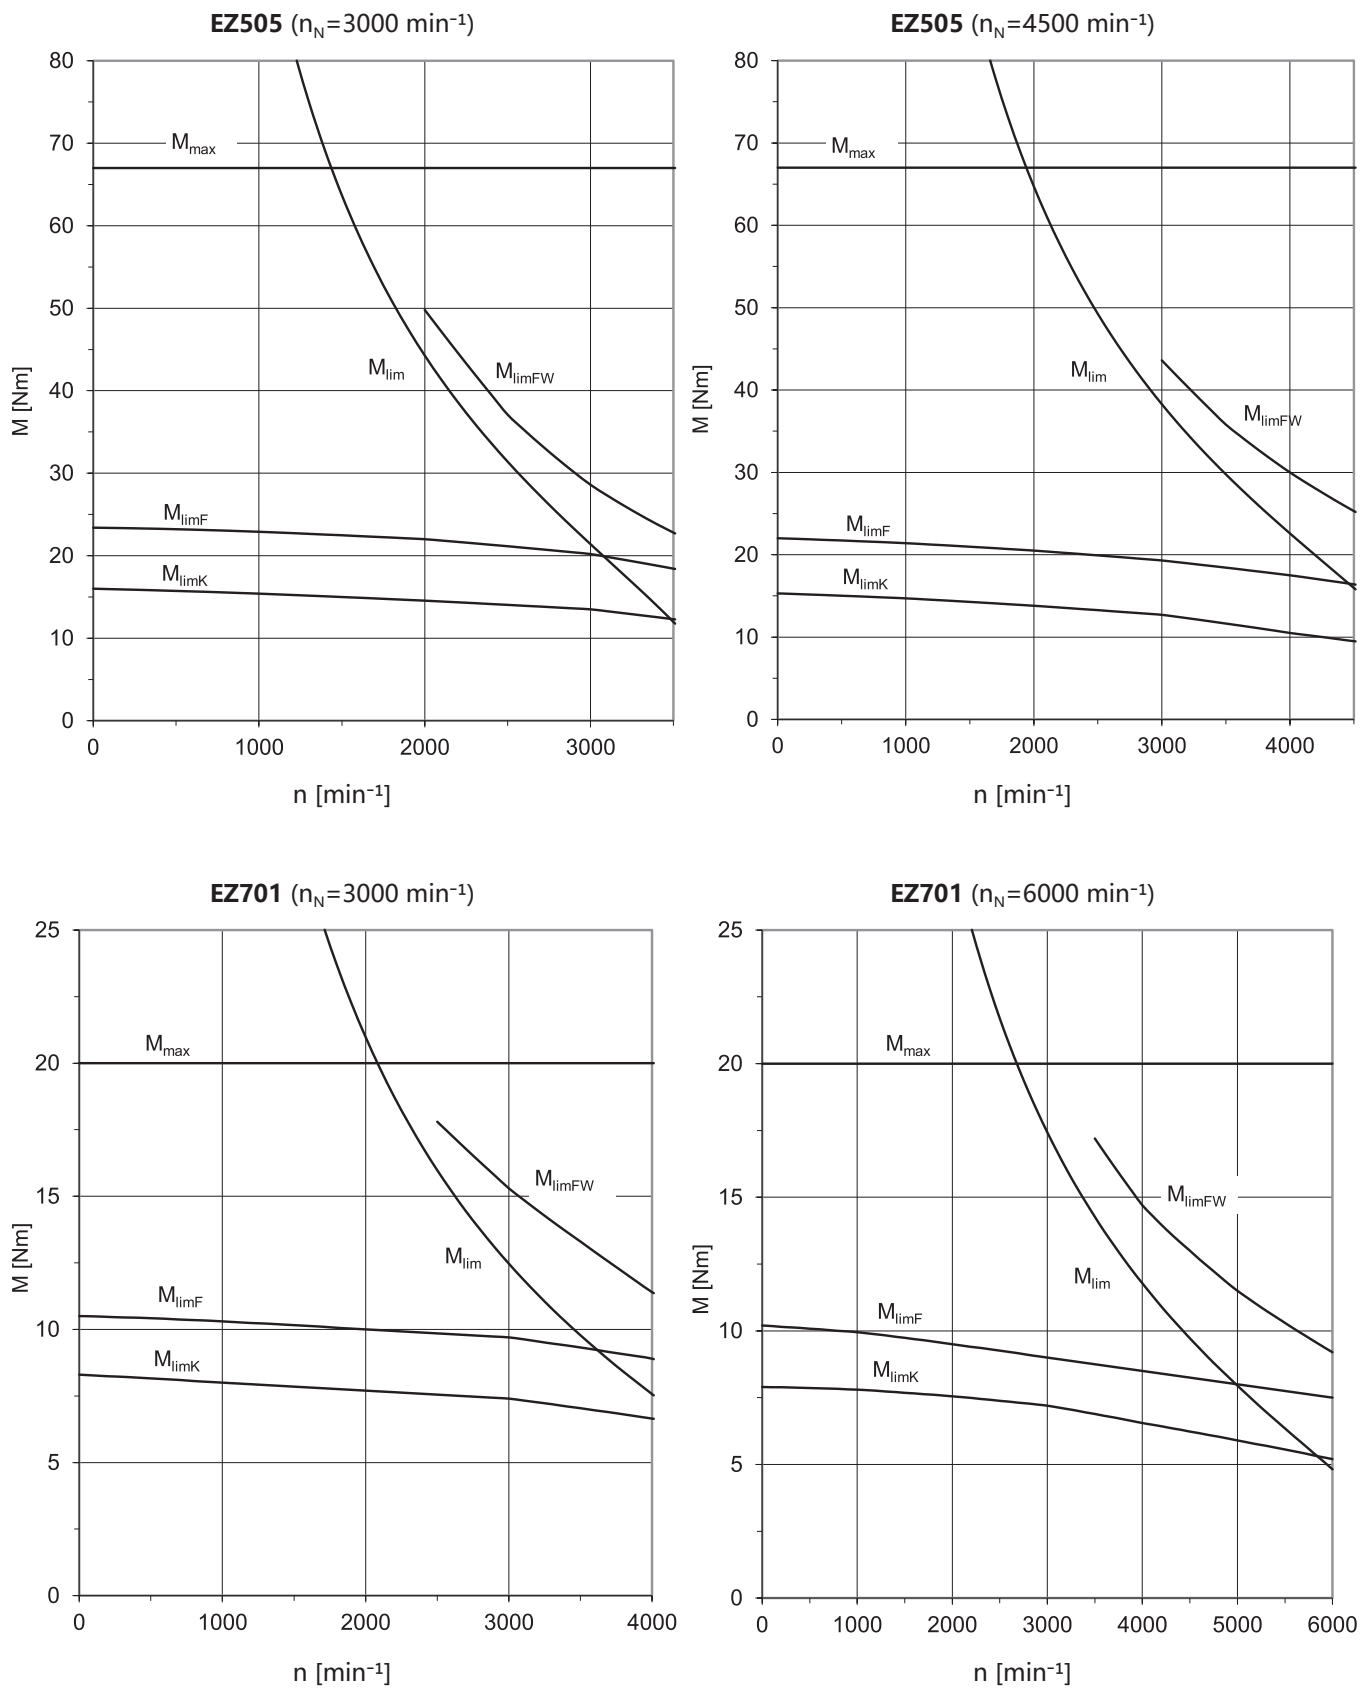 EZ505 (nN=3000 min⁻¹)
EZ505 (nN=4500 min⁻¹)
80
70
60
50
40
30
20
10
0
M [Nm]
Mmax
Mlim
MlimFW
MlimF
MlimK
0 1000 2000 3000
n [min⁻¹]
80
70
60
50
40
30
20
10
0
M [Nm]
Mmax
Mlim
MlimFW
MlimF
MlimK
0 1000 2000 3000 4000
n [min⁻¹]
EZ701 (nN=3000 min⁻¹)
EZ701 (nN=6000 min⁻¹)
25
20
15
10
5
0
M [Nm]
Mmax
MlimFW
Mlim
MlimF
MlimK
0 1000 2000 3000 4000
n [min⁻¹]
25
20
15
10
5
0
M [Nm]
Mmax
MlimFW
Mlim
MlimF
MlimK
0 1000 2000 3000 4000 5000 6000
n [min⁻¹]